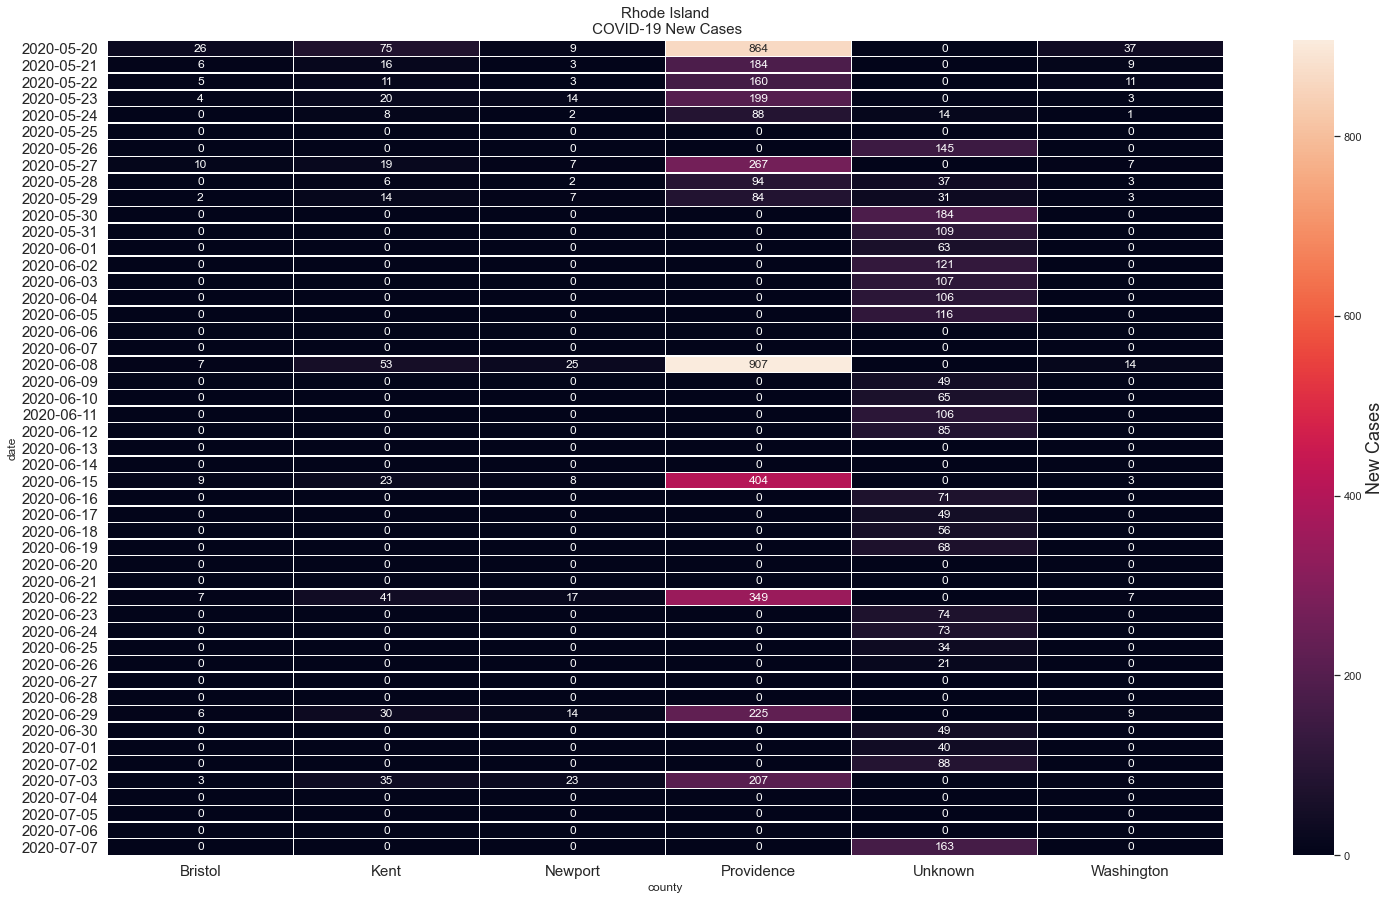 Rhode Island
COVID-19 New Cases
2020-05-20 26 75 9 864 0 37
2020-05-21 6 16 3 184 0 9
2020-05-22 5 11 3 160 0 11
2020-05-23 4 20 14 199 0 3
2020-05-24 0 8 2 88 14 1
2020-05-25 0 0 0 0 0 0
2020-05-26 0 0 0 0 145 0
2020-05-27 10 19 7 267 0 7
2020-05-28 0 6 2 94 37 3
2020-05-29 2 14 7 84 31 3
2020-05-30 0 0 0 0 184 0
2020-05-31 0 0 0 0 109 0
2020-06-01 0 0 0 0 63 0
2020-06-02 0 0 0 0 121 0
2020-06-03 0 0 0 0 107 0
2020-06-04 0 0 0 0 106 0
2020-06-05 0 0 0 0 116 0
2020-06-06 0 0 0 0 0 0
2020-06-07 0 0 0 0 0 0
2020-06-08 7 53 25 907 0 14
2020-06-09 0 0 0 0 49 0
2020-06-10 0 0 0 0 65 0
2020-06-11 0 0 0 0 106 0
2020-06-12 0 0 0 0 85 0
2020-06-13 0 0 0 0 0 0
2020-06-14 0 0 0 0 0 0
2020-06-15 9 23 8 404 0 3
2020-06-16 0 0 0 0 71 0
2020-06-17 0 0 0 0 49 0
2020-06-18 0 0 0 0 56 0
2020-06-19 0 0 0 0 68 0
2020-06-20 0 0 0 0 0 0
2020-06-21 0 0 0 0 0 0
2020-06-22 7 41 17 349 0 7
2020-06-23 0 0 0 0 74 0
2020-06-24 0 0 0 0 73 0
2020-06-25 0 0 0 0 34 0
2020-06-26 0 0 0 0 21 0
2020-06-27 0 0 0 0 0 0
2020-06-28 0 0 0 0 0 0
2020-06-29 6 30 14 225 0 9
2020-06-30 0 0 0 0 49 0
2020-07-01 0 0 0 0 40 0
2020-07-02 0 0 0 0 88 0
2020-07-03 3 35 23 207 0 6
2020-07-04 0 0 0 0 0 0
2020-07-05 0 0 0 0 0 0
2020-07-06 0 0 0 0 0 0
2020-07-07 0 0 0 0 163 0
Bristol Kent Newport Providence Unknown Washington
county
date
800
600
400
200
0
New Cases